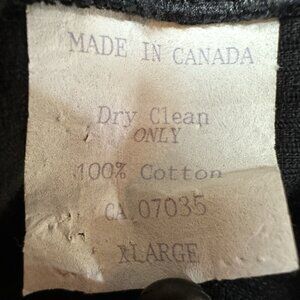 MADE IN CANADA
Dry Clean
ONLY
100% Cotton
CA 07035
XLARGE